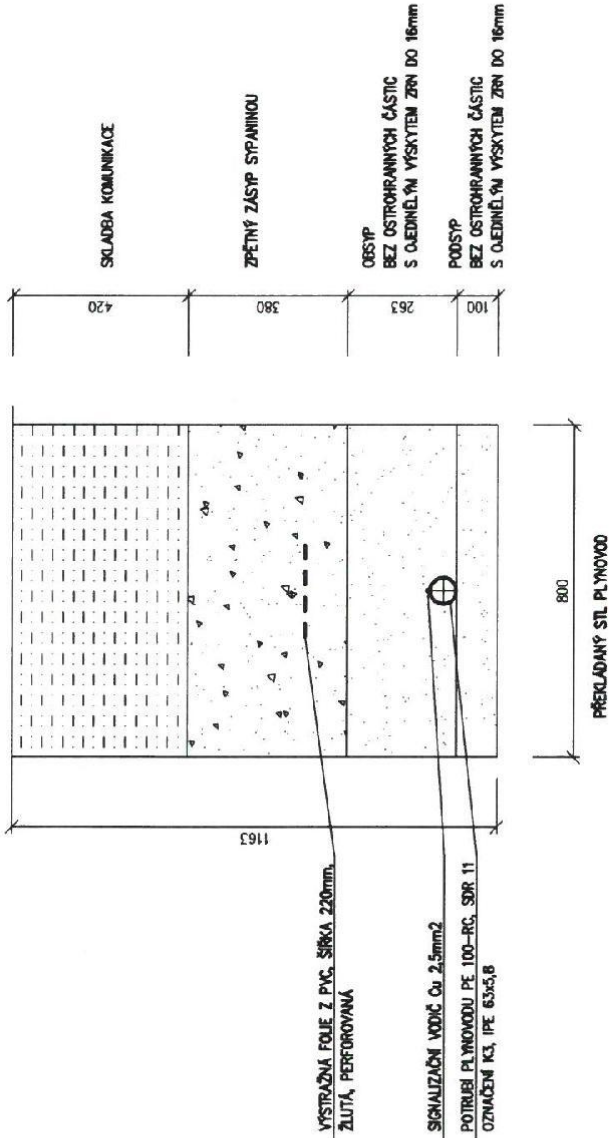 SKLADBA KOMUNIKACE
ZPĚTNÝ ZÁSYP SYPANINOU
OBSYP
BEZ OSTROHRANNÝCH ČÁSTIC
S OJEDINĚLÝM VÝSKYTEM ZRN DO 16mm
PODSYP
BEZ OSTROHRANNÝCH ČÁSTIC
S OJEDINĚLÝM VÝSKYTEM ZRN DO 16mm
420
380
263
100
1163
800
PŘEKLÁDANÝ STL PLYNOVOD
VÝSTRAŽNÁ FOLIE Z PVC, ŠÍŘKA 220mm,
ŽLUTÁ, PERFOROVANÁ
SIGNALIZAČNÍ VODIČ Cu 2,5mm2
POTRUBÍ PLYNOVODU PE 100-RC, SDR 11
OZNAČENÍ K3, IPE 63x5,8